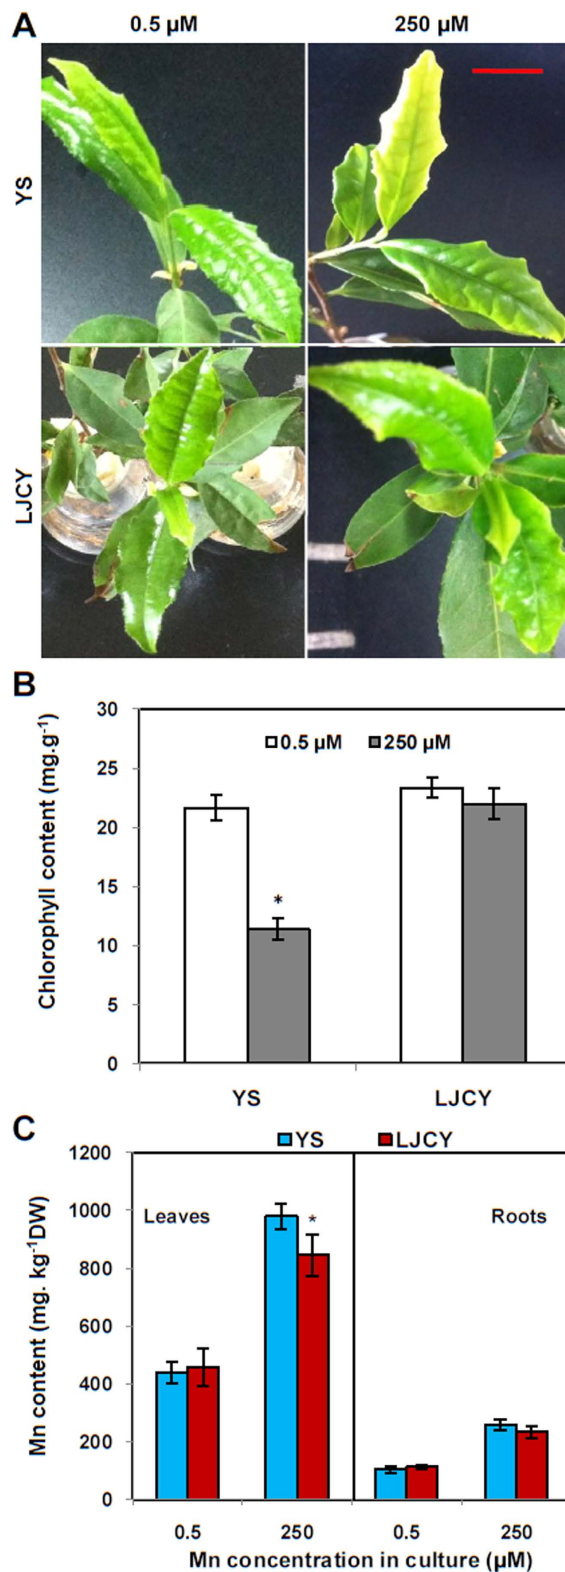 A
0.5 µM 250 µM
YS
LJCY
B
Chlorophyll content (mg.g⁻¹)
30
25
20
15
10
5
0
0.5 µM 250 µM
*
YS LJCY
C
Mn content (mg. kg⁻¹DW)
1200
1000
800
600
400
200
0
YS LJCY
Leaves Roots
*
0.5 250 0.5 250
Mn concentration in culture (µM)